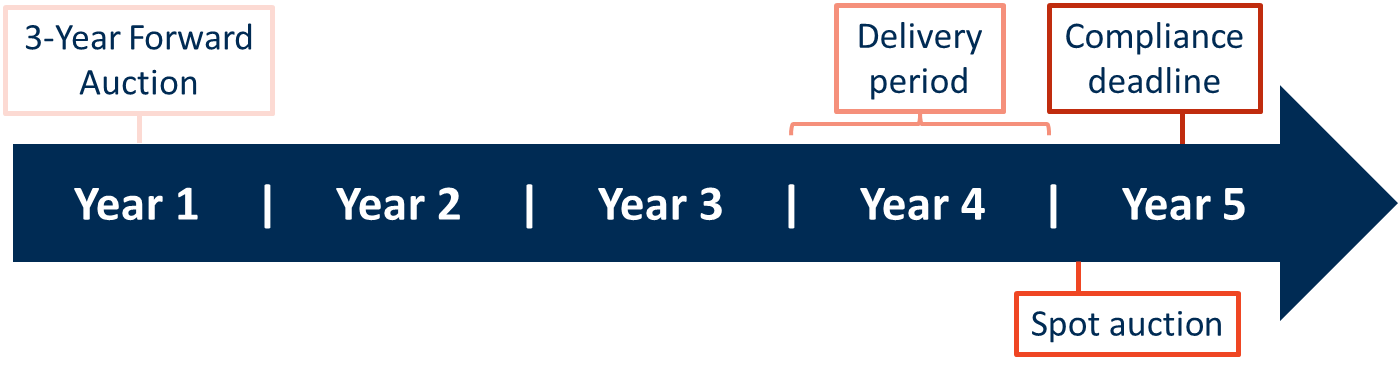 3-Year Forward
Auction
Delivery
period
Compliance
deadline
Year 1 | Year 2 | Year 3 | Year 4 | Year 5
Spot auction